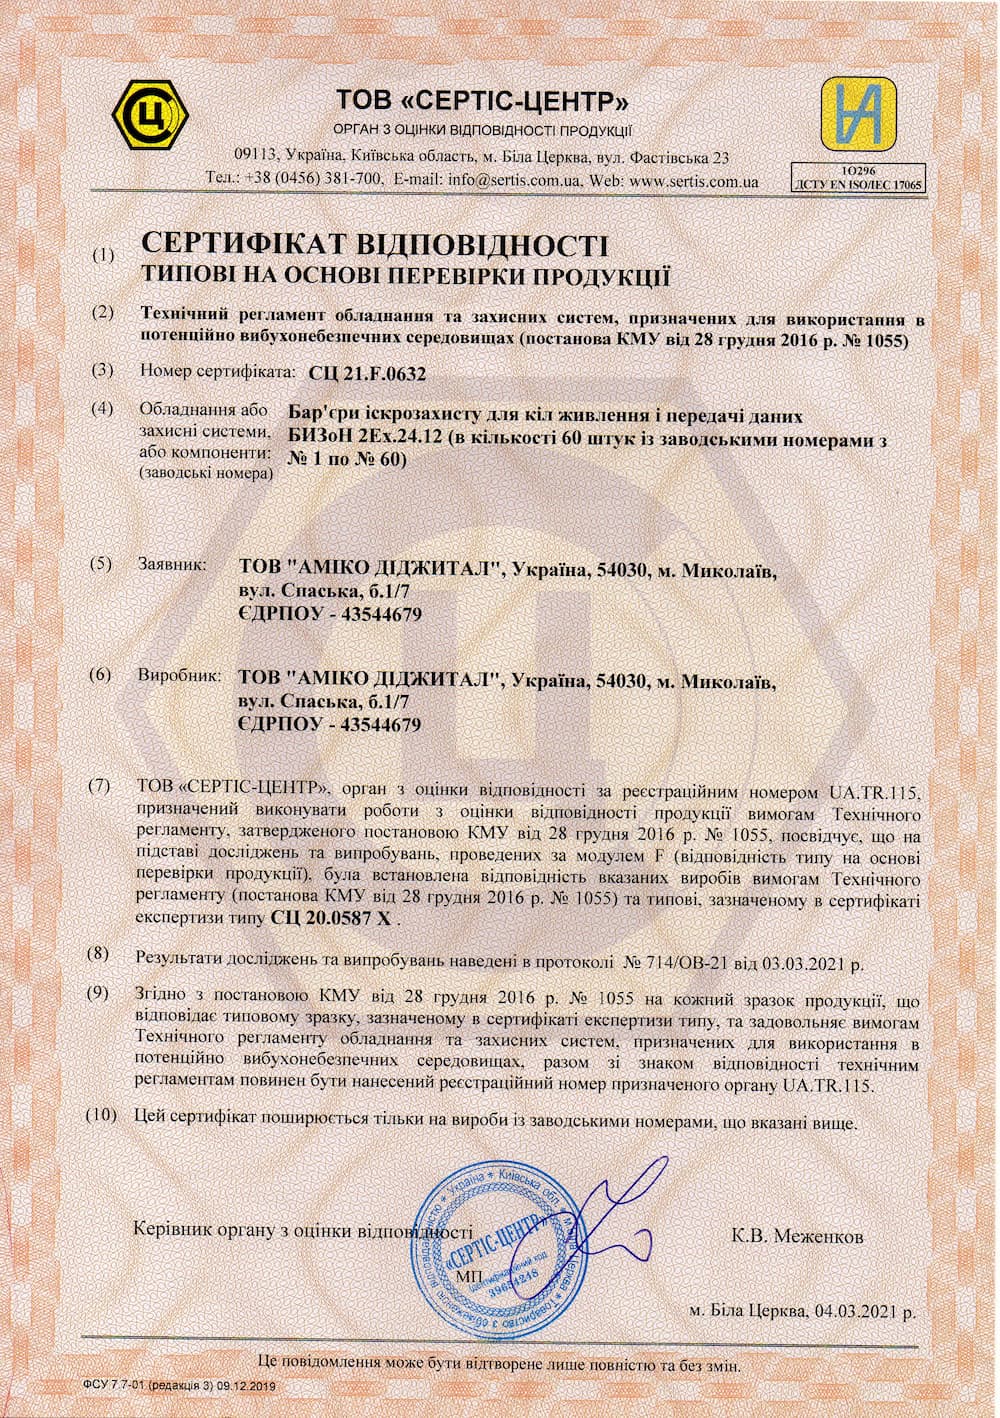 Ц
ТОВ «СЕРТІС-ЦЕНТР»
ОРГАН З ОЦІНКИ ВІДПОВІДНОСТІ ПРОДУКЦІЇ
09113, Україна, Київська область, м. Біла Церква, вул. Фастівська 23
Тел.: +38 (0456) 381-700, E-mail: info@sertis.com.ua, Web: www.sertis.com.ua
1О296
ДСТУ EN ISO/IEC 17065
(1) СЕРТИФІКАТ ВІДПОВІДНОСТІ
ТИПОВІ НА ОСНОВІ ПЕРЕВІРКИ ПРОДУКЦІЇ
(2) Технічний регламент обладнання та захисних систем, призначених для використання в
потенційно вибухонебезпечних середовищах (постанова КМУ від 28 грудня 2016 р. № 1055)
(3) Номер сертифіката: СЦ 21.F.0632
(4) Обладнання або
захисні системи,
або компоненти:
(заводські номера)
Бар'єри іскрозахисту для кіл живлення і передачі даних
БИЗоН 2Ех.24.12 (в кількості 60 штук із заводськими номерами з
№ 1 по № 60)
(5) Заявник: ТОВ "АМІКО ДІДЖИТАЛ", Україна, 54030, м. Миколаїв,
вул. Спаська, б.1/7
ЄДРПОУ - 43544679
(6) Виробник: ТОВ "АМІКО ДІДЖИТАЛ", Україна, 54030, м. Миколаїв,
вул. Спаська, б.1/7
ЄДРПОУ - 43544679
(7) ТОВ «СЕРТІС-ЦЕНТР», орган з оцінки відповідності за реєстраційним номером UA.TR.115,
призначений виконувати роботи з оцінки відповідності продукції вимогам Технічного
регламенту, затвердженого постановою КМУ від 28 грудня 2016 р. № 1055, посвідчує, що на
підставі досліджень та випробувань, проведених за модулем F (відповідність типу на основі
перевірки продукції), була встановлена відповідність вказаних виробів вимогам Технічного
регламенту (постанова КМУ від 28 грудня 2016 р. № 1055) та типові, зазначеному в сертифікаті
експертизи типу СЦ 20.0587 Х .
(8) Результати досліджень та випробувань наведені в протоколі № 714/ОВ-21 від 03.03.2021 р.
(9) Згідно з постановою КМУ від 28 грудня 2016 р. № 1055 на кожний зразок продукції, що
відповідає типовому зразку, зазначеному в сертифікаті експертизи типу, та задовольняє вимогам
Технічного регламенту обладнання та захисних систем, призначених для використання в
потенційно вибухонебезпечних середовищах, разом зі знаком відповідності технічним
регламентам повинен бути нанесений реєстраційний номер призначеного органу UA.TR.115.
(10) Цей сертифікат поширюється тільки на вироби із заводськими номерами, що вказані вище.
Керівник органу з оцінки відповідності
К.В. Меженков
МП
Україна * Київська обл. * м. Біла Церква * Товариство з обмеженою відповідальністю *
«СЕРТІС-ЦЕНТР»
Ідентифікаційний код
39654218
м. Біла Церква, 04.03.2021 р.
Це повідомлення може бути відтворене лише повністю та без змін.
ФСУ 7.7-01 (редакція 3) 09.12.2019